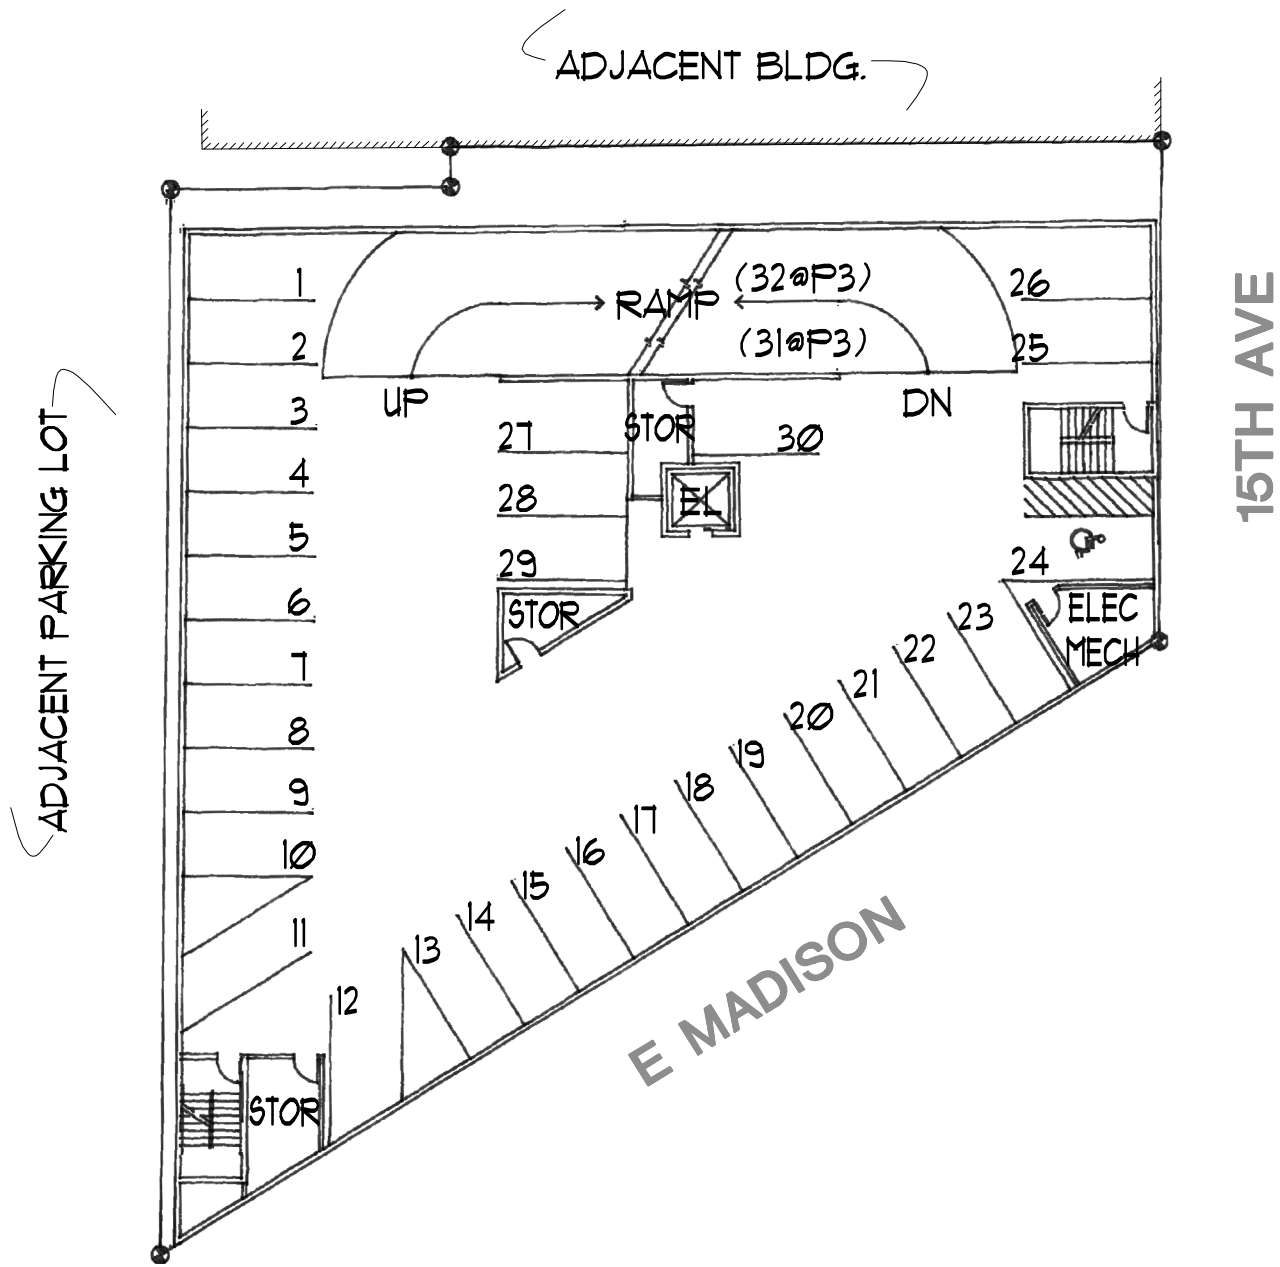 ADJACENT BLDG.
1
(32@P3)
26
RAMP
2
(31@P3)
25
UP
DN
3
27
STOR
30
4
28
EL
5
29
24
6
STOR
23
ELEC
MECH
7
22
21
8
20
9
19
18
10
17
16
11
15
14
13
12
STOR
ADJACENT PARKING LOT
15TH AVE
E MADISON